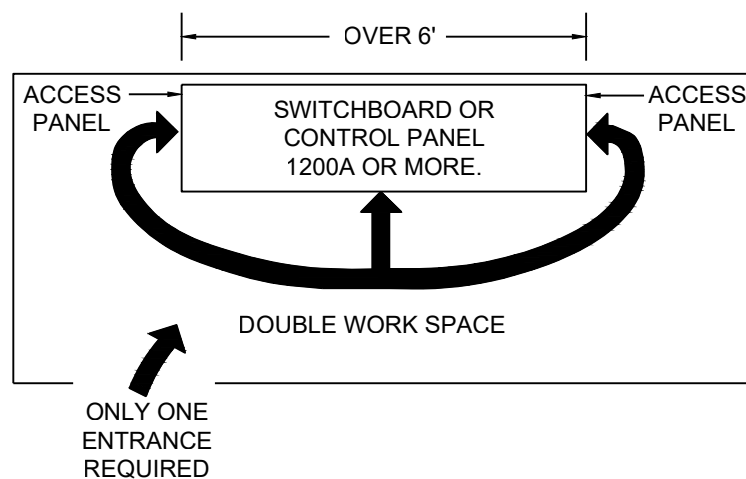 OVER 6'
ACCESS
PANEL
SWITCHBOARD OR
CONTROL PANEL
1200A OR MORE.
ACCESS
PANEL
DOUBLE WORK SPACE
ONLY ONE
ENTRANCE
REQUIRED